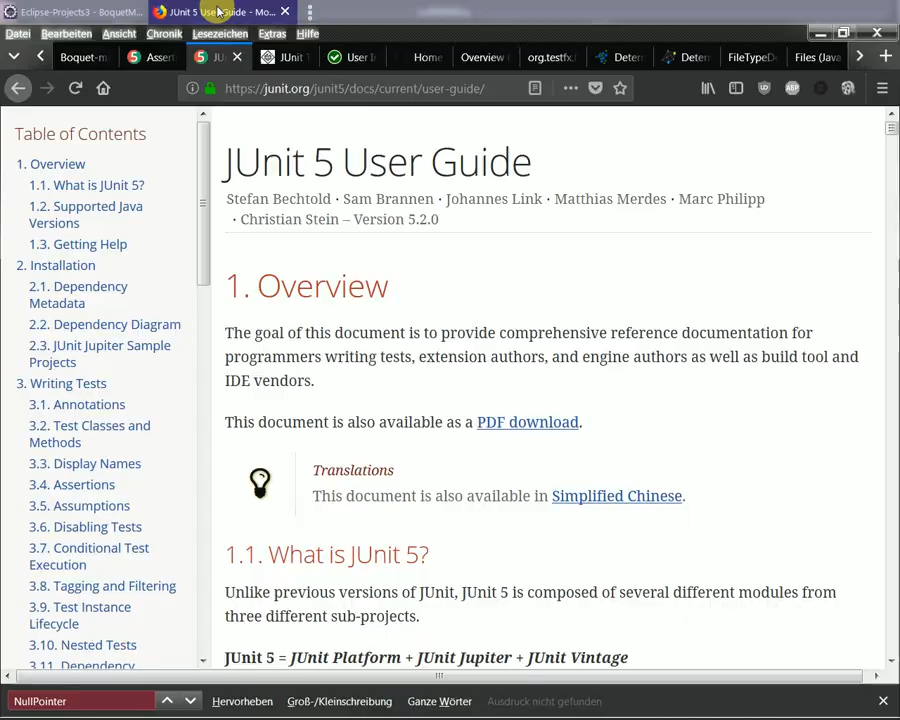 Eclipse-Projects3 - BoquetM...
JUnit 5 User Guide - Mo...
Datei Bearbeiten Ansicht Chronik Lesezeichen Extras Hilfe
Boquet-m
Assert
JU
JUnit
User I
Home
Overview
org.testfx.
Deterr
Deterr
FileTypeD
Files (Java
https://junit.org/junit5/docs/current/user-guide/
Table of Contents
1. Overview
1.1. What is JUnit 5?
1.2. Supported Java
Versions
1.3. Getting Help
2. Installation
2.1. Dependency
Metadata
2.2. Dependency Diagram
2.3. JUnit Jupiter Sample
Projects
3. Writing Tests
3.1. Annotations
3.2. Test Classes and
Methods
3.3. Display Names
3.4. Assertions
3.5. Assumptions
3.6. Disabling Tests
3.7. Conditional Test
Execution
3.8. Tagging and Filtering
3.9. Test Instance
Lifecycle
3.10. Nested Tests
3.11. Dependency
JUnit 5 User Guide
Stefan Bechtold · Sam Brannen · Johannes Link · Matthias Merdes · Marc Philipp
· Christian Stein – Version 5.2.0
1. Overview
The goal of this document is to provide comprehensive reference documentation for
programmers writing tests, extension authors, and engine authors as well as build tool and
IDE vendors.
This document is also available as a PDF download.
Translations
This document is also available in Simplified Chinese.
1.1. What is JUnit 5?
Unlike previous versions of JUnit, JUnit 5 is composed of several different modules from
three different sub-projects.
JUnit 5 = JUnit Platform + JUnit Jupiter + JUnit Vintage
NullPointer
Hervorheben Groß-/Kleinschreibung Ganze Wörter Ausdruck nicht gefunden